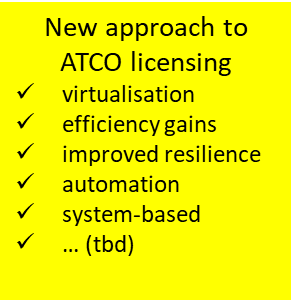 New approach to
ATCO licensing
✓ virtualisation
✓ efficiency gains
✓ improved resilience
✓ automation
✓ system-based
✓ ... (tbd)